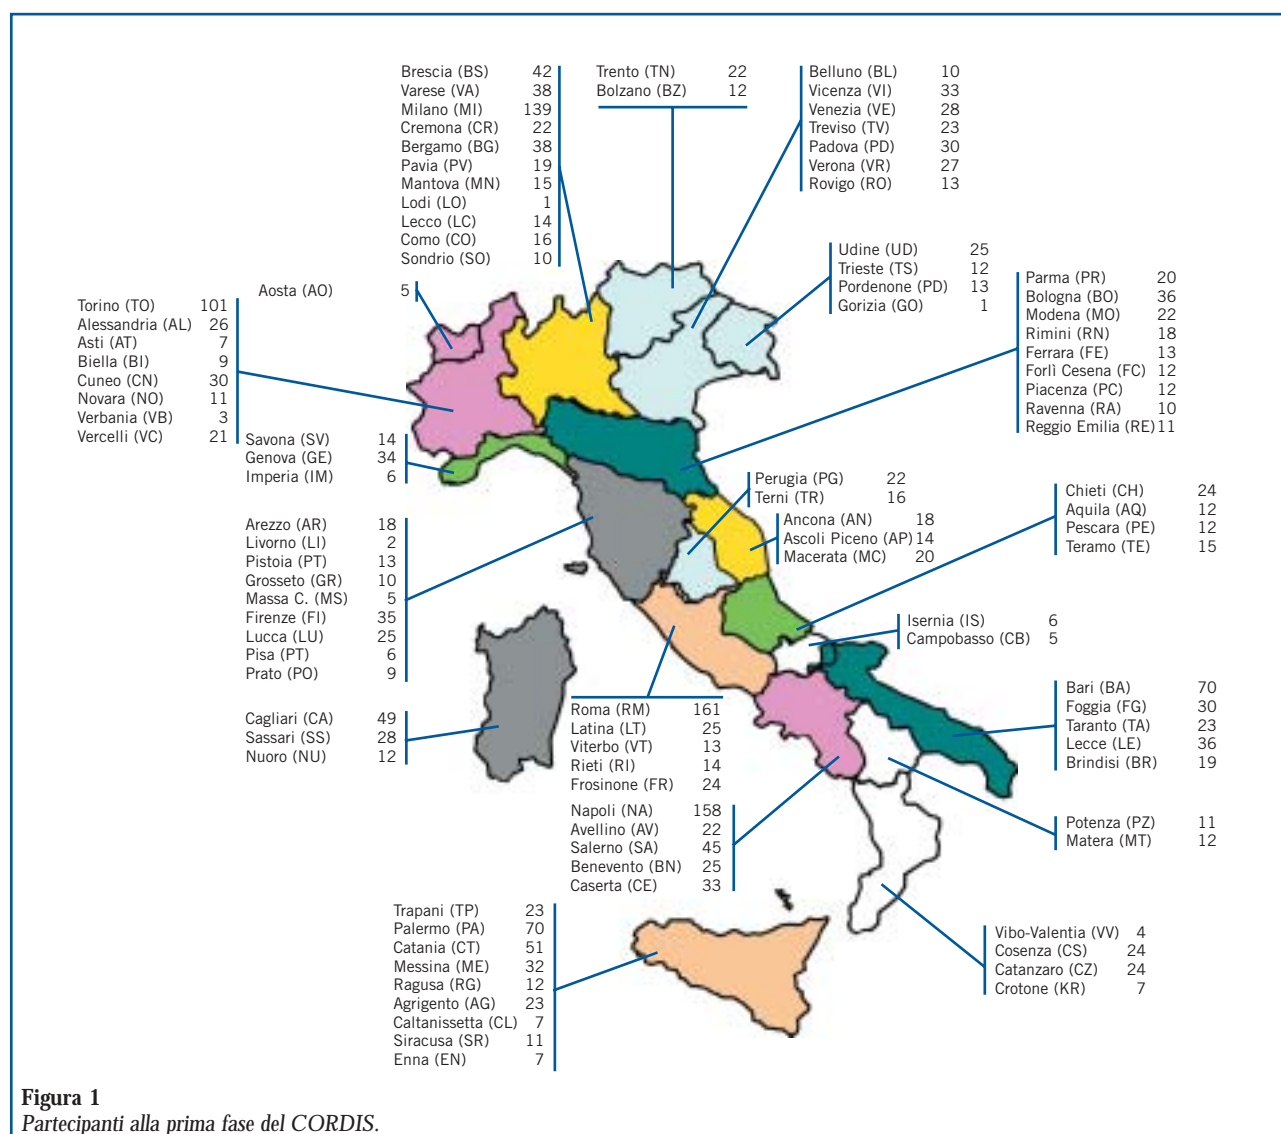 Brescia (BS) 42
Varese (VA) 38
Milano (MI) 139
Cremona (CR) 22
Bergamo (BG) 38
Pavia (PV) 19
Mantova (MN) 15
Lodi (LO) 1
Lecco (LC) 14
Como (CO) 16
Sondrio (SO) 10
Trento (TN) 22
Bolzano (BZ) 12
Belluno (BL) 10
Vicenza (VI) 33
Venezia (VE) 28
Treviso (TV) 23
Padova (PD) 30
Verona (VR) 27
Rovigo (RO) 13
Udine (UD) 25
Trieste (TS) 12
Pordenone (PD) 13
Gorizia (GO) 1
Parma (PR) 20
Bologna (BO) 36
Modena (MO) 22
Rimini (RN) 18
Ferrara (FE) 13
Forlì Cesena (FC) 12
Piacenza (PC) 12
Ravenna (RA) 10
Reggio Emilia (RE) 11
Aosta (AO) 5
Torino (TO) 101
Alessandria (AL) 26
Asti (AT) 7
Biella (BI) 9
Cuneo (CN) 30
Novara (NO) 11
Verbania (VB) 3
Vercelli (VC) 21
Savona (SV) 14
Genova (GE) 34
Imperia (IM) 6
Perugia (PG) 22
Terni (TR) 16
Ancona (AN) 18
Ascoli Piceno (AP) 14
Macerata (MC) 20
Chieti (CH) 24
Aquila (AQ) 12
Pescara (PE) 12
Teramo (TE) 15
Arezzo (AR) 18
Livorno (LI) 2
Pistoia (PT) 13
Grosseto (GR) 10
Massa C. (MS) 5
Firenze (FI) 35
Lucca (LU) 25
Pisa (PT) 6
Prato (PO) 9
Isernia (IS) 6
Campobasso (CB) 5
Cagliari (CA) 49
Sassari (SS) 28
Nuoro (NU) 12
Roma (RM) 161
Latina (LT) 25
Viterbo (VT) 13
Rieti (RI) 14
Frosinone (FR) 24
Bari (BA) 70
Foggia (FG) 30
Taranto (TA) 23
Lecce (LE) 36
Brindisi (BR) 19
Napoli (NA) 158
Avellino (AV) 22
Salerno (SA) 45
Benevento (BN) 25
Caserta (CE) 33
Potenza (PZ) 11
Matera (MT) 12
Trapani (TP) 23
Palermo (PA) 70
Catania (CT) 51
Messina (ME) 32
Ragusa (RG) 12
Agrigento (AG) 23
Caltanissetta (CL) 7
Siracusa (SR) 11
Enna (EN) 7
Vibo-Valentia (VV) 4
Cosenza (CS) 24
Catanzaro (CZ) 24
Crotone (KR) 7
Figura 1
Partecipanti alla prima fase del CORDIS.